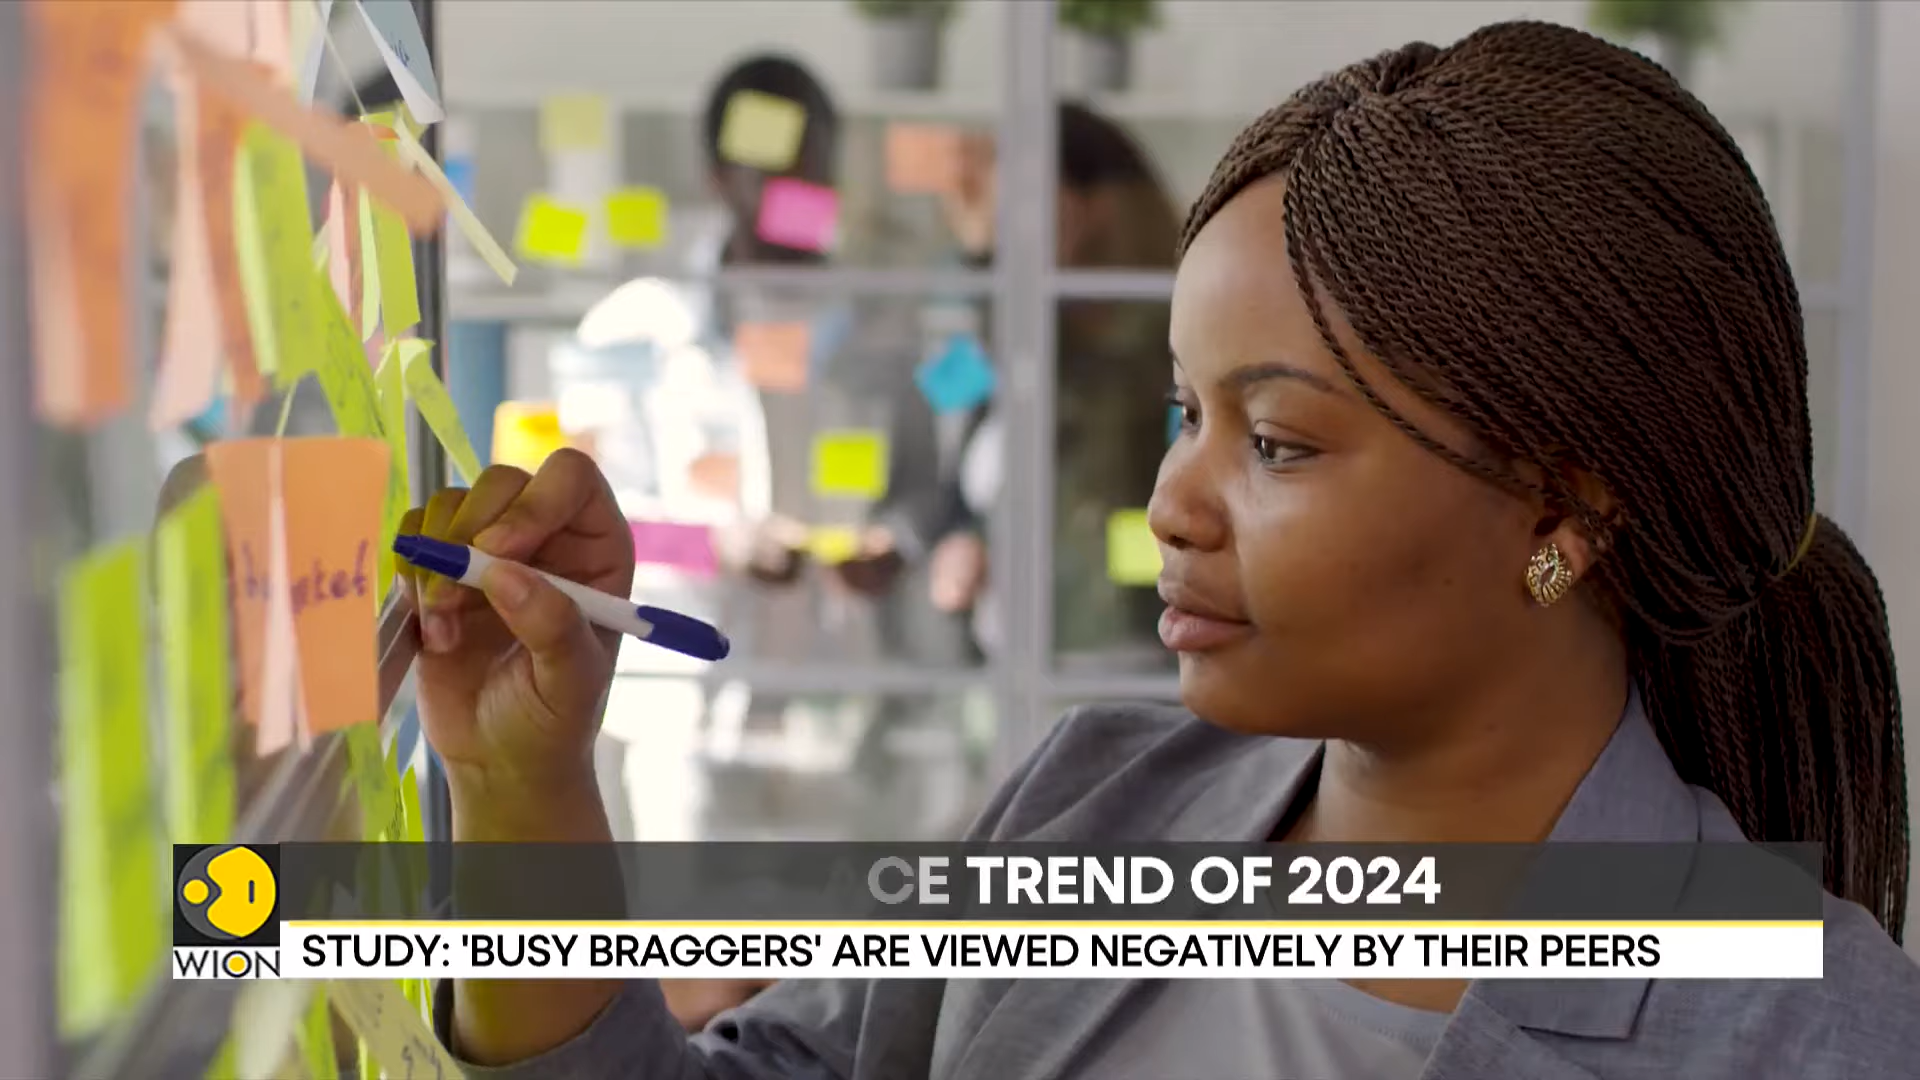 CE TREND OF 2024
STUDY: 'BUSY BRAGGERS' ARE VIEWED NEGATIVELY BY THEIR PEERS
WION